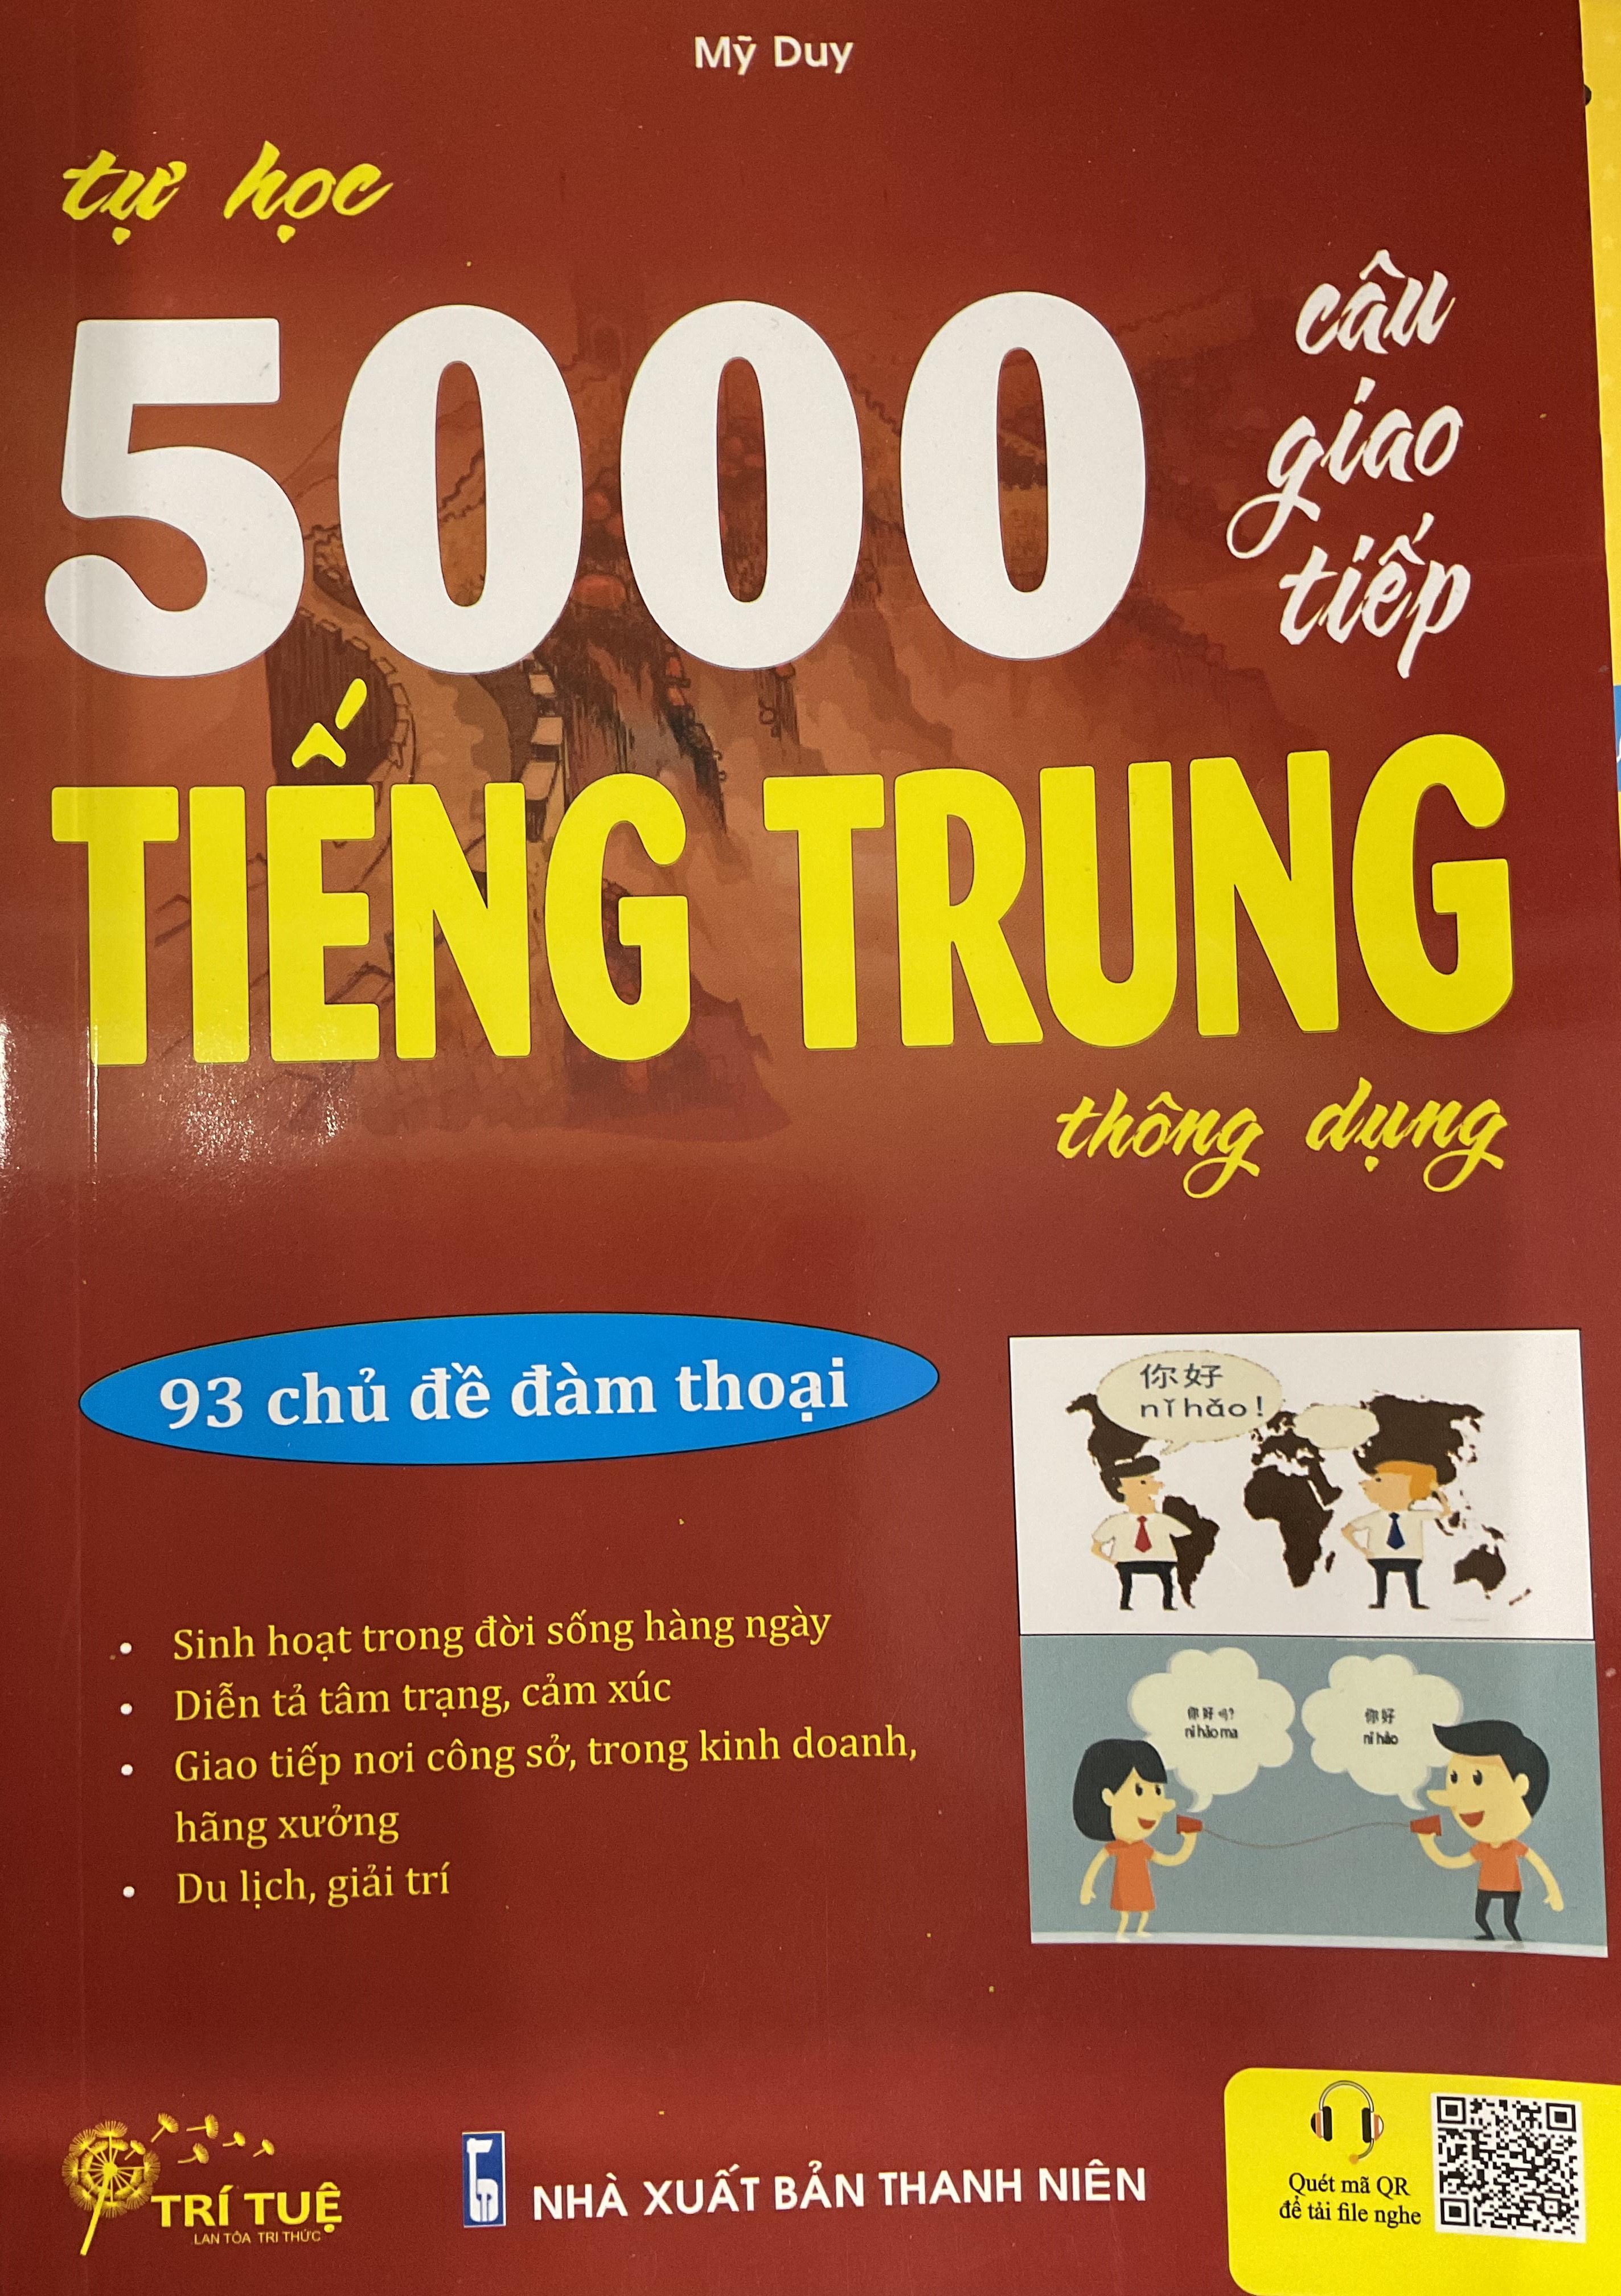 Mỹ Duy
tự học
5000
câu
giao
tiếp
TIẾNG TRUNG
thông dụng
93 chủ đề đàm thoại
你好
nǐ hǎo!
• Sinh hoạt trong đời sống hàng ngày
• Diễn tả tâm trạng, cảm xúc
• Giao tiếp nơi công sở, trong kinh doanh,
hãng xưởng
• Du lịch, giải trí
你好吗?
nǐ hǎo ma
你好
nǐ hǎo
TRÍ TUỆ
LAN TỎA TRI THỨC
NHÀ XUẤT BẢN THANH NIÊN
Quét mã QR
để tải file nghe